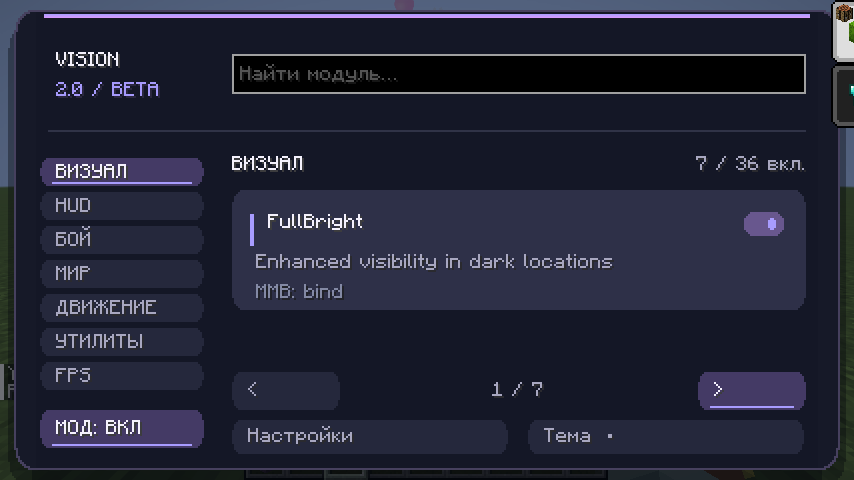 VISION
2.0 / BETA
Найти модуль...
ВИЗУАЛ
HUD
БОЙ
МИР
ДВИЖЕНИЕ
УТИЛИТЫ
FPS
МОД: ВКЛ
ВИЗУАЛ
7 / 36 вкл.
FullBright
Enhanced visibility in dark locations
MMB: bind
<
1 / 7
>
Настройки
Тема •